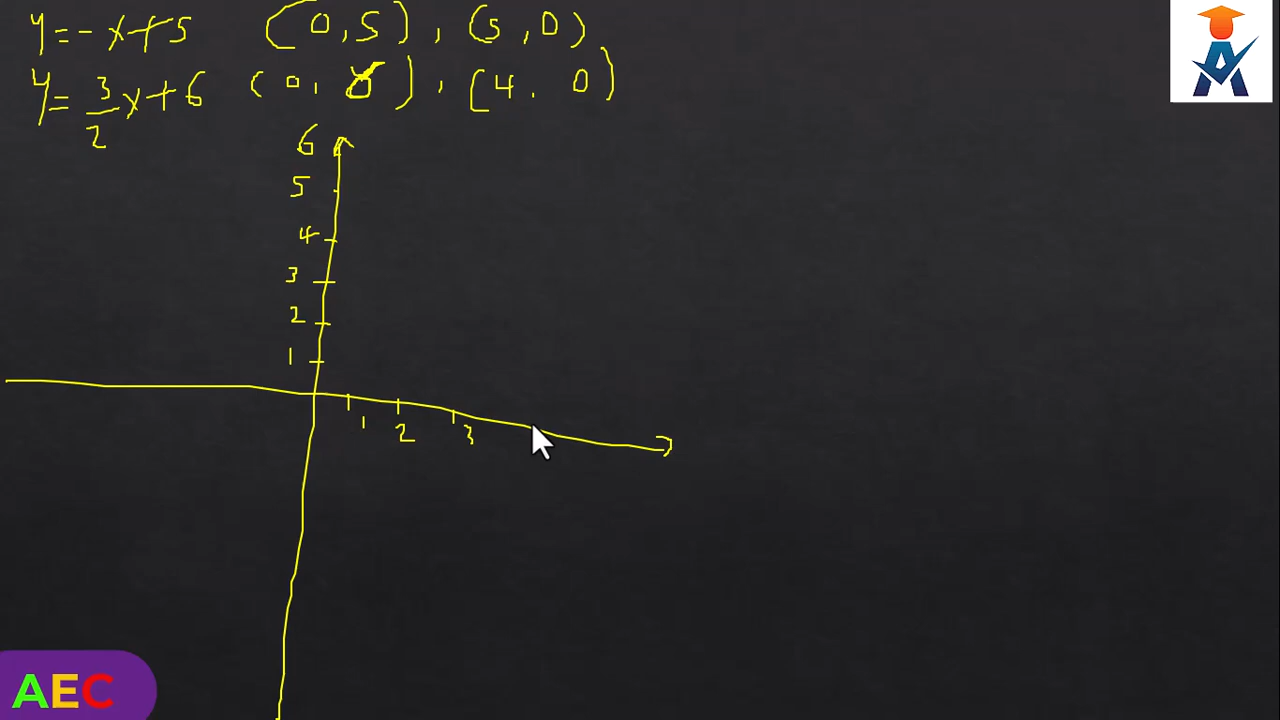 y = -x + 5 (0, 5), (5, 0)
y = 3/2 x + 6 (0, 6), (4, 0)
6
5
4
3
2
1
1 2 3
AEC